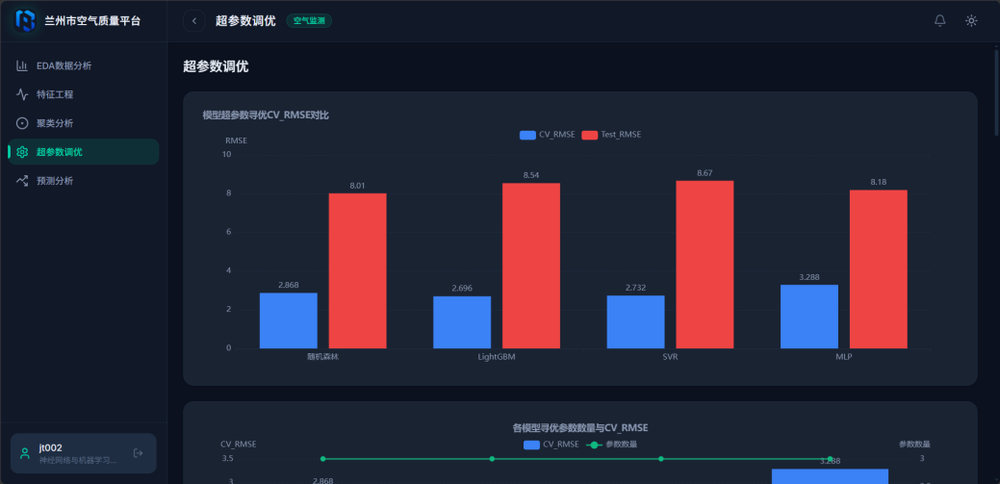 兰州市空气质量平台
超参数调优
空气监测
EDA数据分析
特征工程
聚类分析
超参数调优
预测分析
jt002
神经网络与机器学习...
超参数调优
模型超参数寻优CV_RMSE对比
CV_RMSE
Test_RMSE
RMSE
10
8
6
4
2
0
2.868
8.01
2.696
8.54
2.732
8.67
3.288
8.18
随机森林
LightGBM
SVR
MLP
各模型寻优参数数量与CV_RMSE
CV_RMSE
参数数量
CV_RMSE
参数数量
3.5
3
3
2.868
3.288